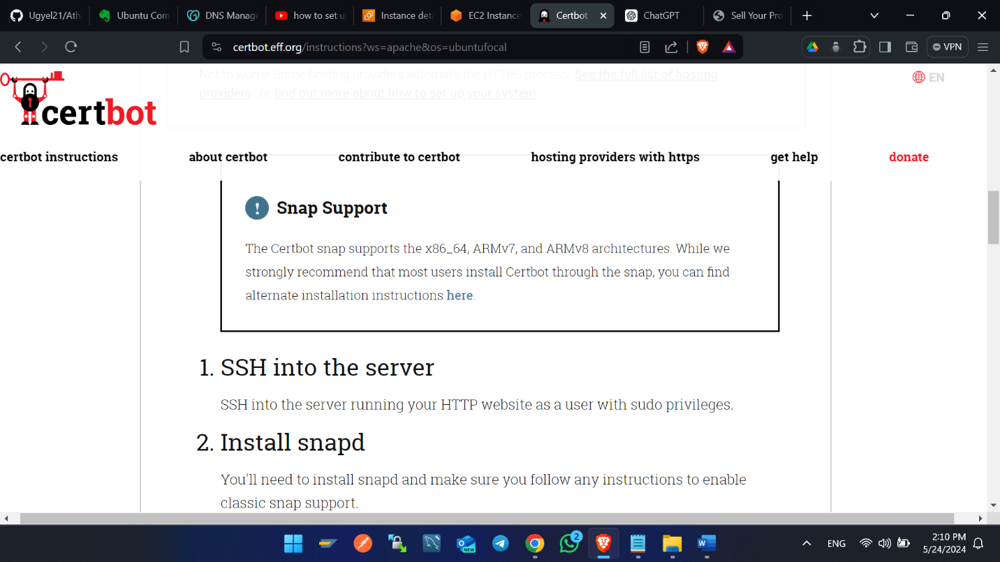 Ugyel21/Ath
Ubuntu Com
DNS Manage
how to set u
Instance det
EC2 Instance
Certbot
ChatGPT
Sell Your Pro
certbot.eff.org/instructions?ws=apache&os=ubuntufocal
VPN
Not to worry! Some hosting providers automate the HTTPS process. See the full list of hosting
providers, or find out more about how to set up your system
EN
certbot
certbot instructions
about certbot
contribute to certbot
hosting providers with https
get help
donate
! Snap Support
The Certbot snap supports the x86_64, ARMv7, and ARMv8 architectures. While we
strongly recommend that most users install Certbot through the snap, you can find
alternate installation instructions here.
1. SSH into the server
SSH into the server running your HTTP website as a user with sudo privileges.
2. Install snapd
You'll need to install snapd and make sure you follow any instructions to enable
classic snap support.
NEW
2
W
ENG
2:10 PM
5/24/2024